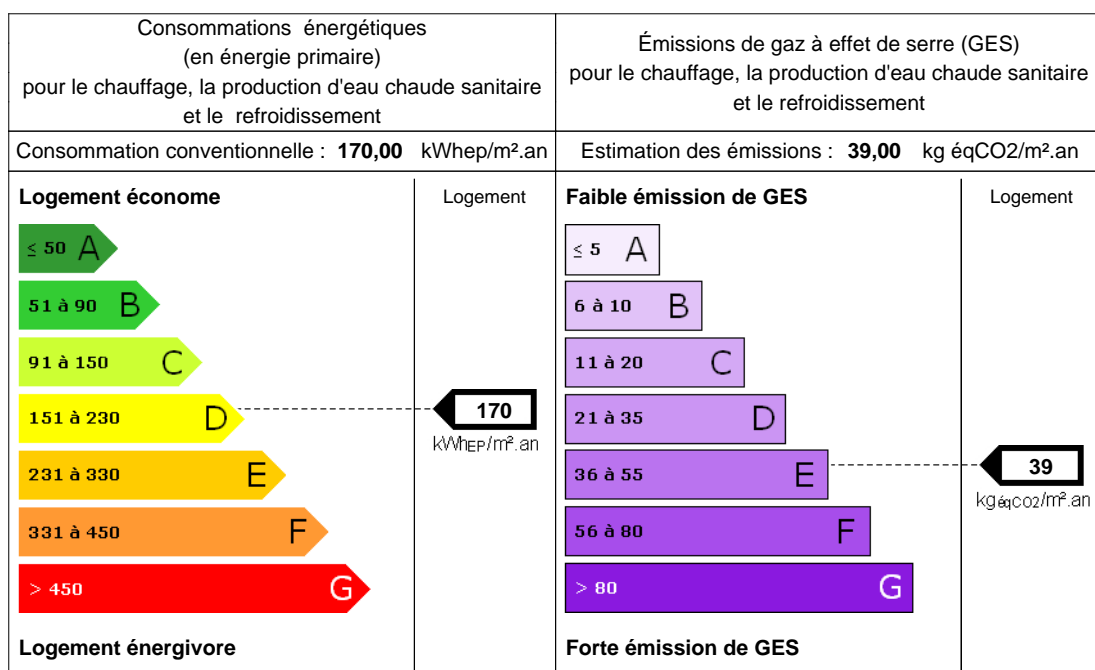 Consommations énergétiques
(en énergie primaire)
pour le chauffage, la production d'eau chaude sanitaire
et le refroidissement
Émissions de gaz à effet de serre (GES)
pour le chauffage, la production d'eau chaude sanitaire
et le refroidissement
Consommation conventionnelle : 170,00 kWhep/m².an
Estimation des émissions : 39,00 kg éqCO2/m².an
Logement économe
Logement
≤ 50 A
51 à 90 B
91 à 150 C
151 à 230 D
231 à 330 E
331 à 450 F
> 450 G
170
kWhEP/m².an
Logement énergivore
Faible émission de GES
Logement
≤ 5 A
6 à 10 B
11 à 20 C
21 à 35 D
36 à 55 E
56 à 80 F
> 80 G
39
kgéqCO2/m².an
Forte émission de GES